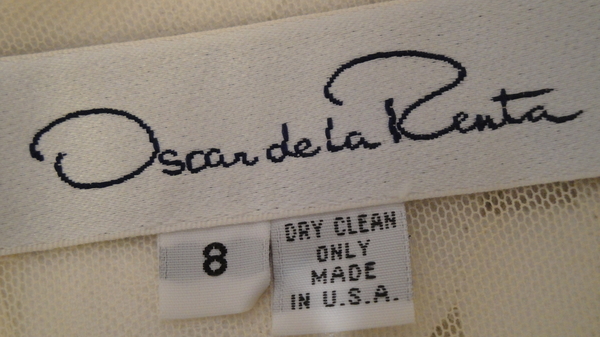 Oscar de la Renta
8
DRY CLEAN
ONLY
MADE
IN U.S.A.